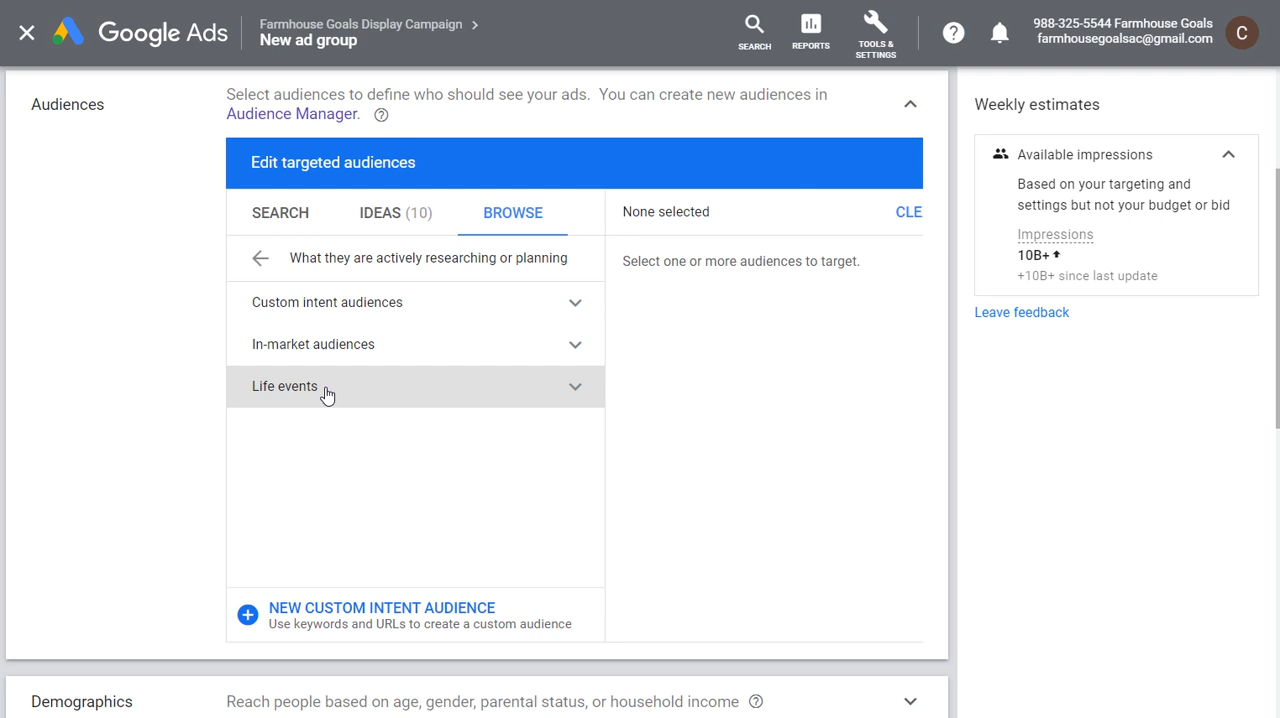 Google Ads
Farmhouse Goals Display Campaign
New ad group
SEARCH
REPORTS
TOOLS &
SETTINGS
988-325-5544 Farmhouse Goals
farmhousegoalsac@gmail.com
C
Audiences
Select audiences to define who should see your ads. You can create new audiences in
Audience Manager.
Edit targeted audiences
SEARCH
IDEAS (10)
BROWSE
None selected
CLE
What they are actively researching or planning
Select one or more audiences to target.
Custom intent audiences
In-market audiences
Life events
NEW CUSTOM INTENT AUDIENCE
Use keywords and URLs to create a custom audience
Demographics
Reach people based on age, gender, parental status, or household income
Weekly estimates
Available impressions
Based on your targeting and
settings but not your budget or bid
Impressions
10B+
+10B+ since last update
Leave feedback